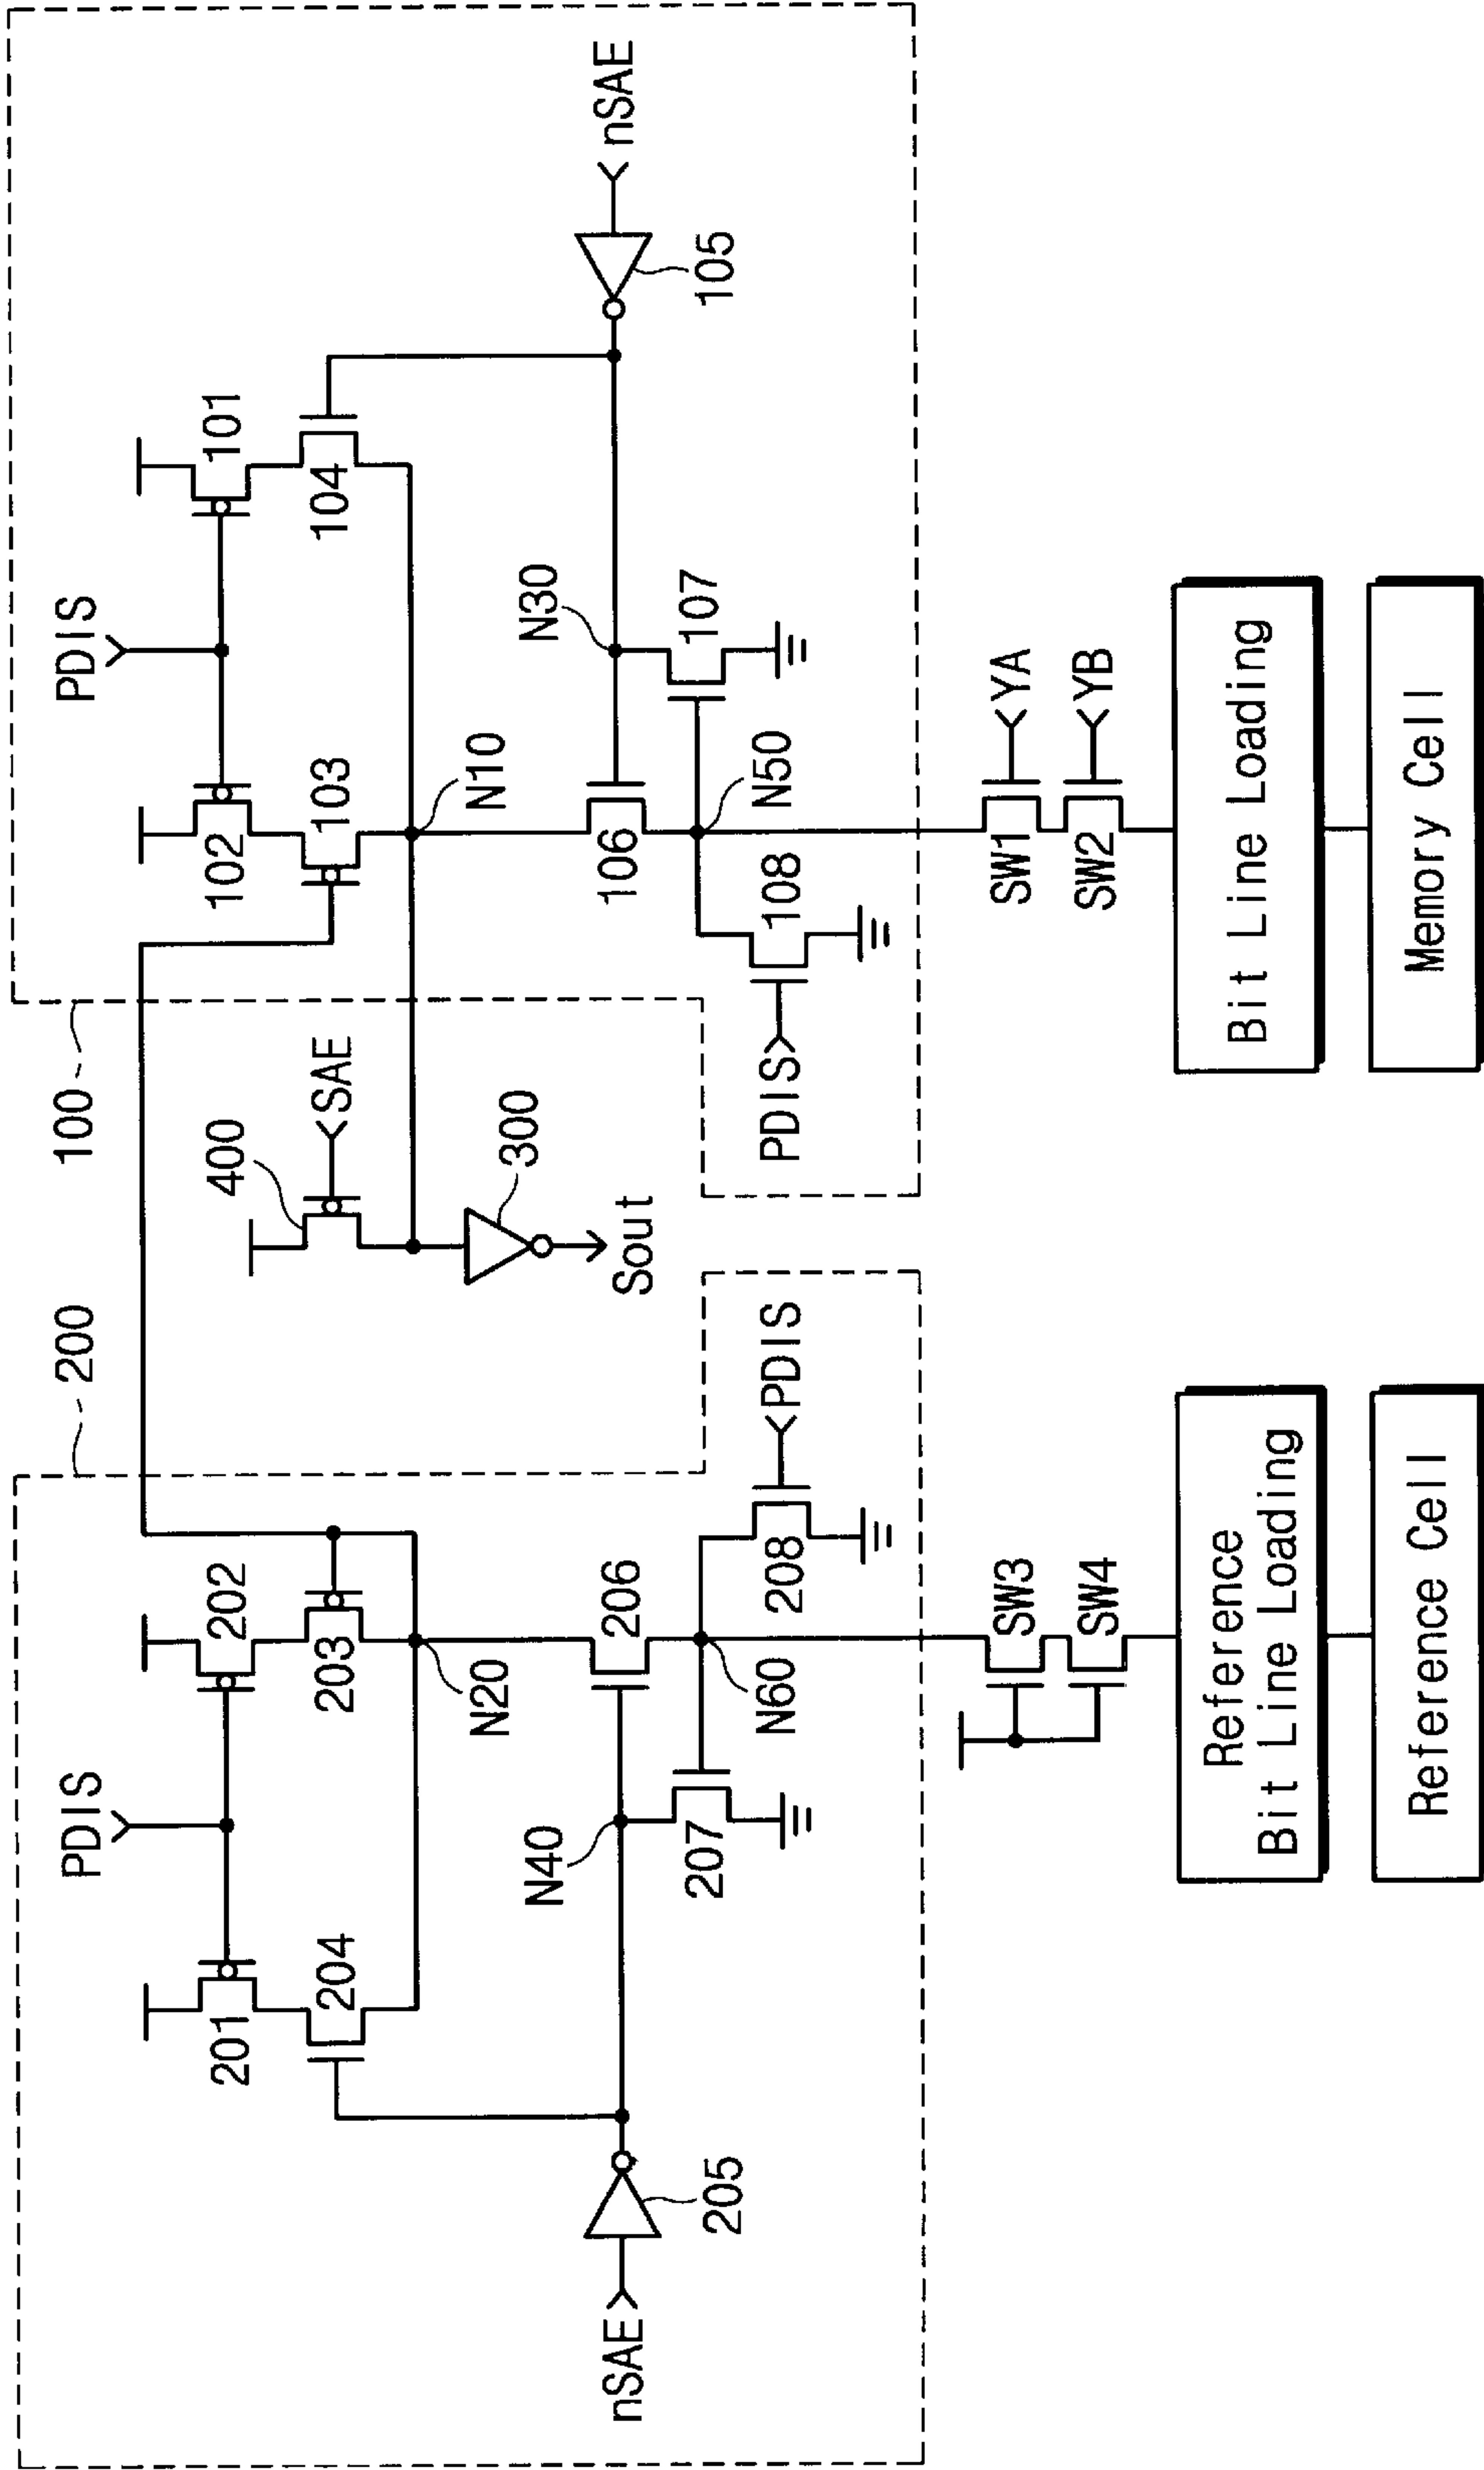 200
100
PDIS
PDIS
201
202
102
101
204
203
400
SAE
103
104
N20
N10
nSAE
205
N40
206
300
Sout
106
N30
105
nSAE
207
N60
208
PDIS
PDIS
108
N50
107
SW3
SW4
SW1
YA
SW2
YB
Reference
Bit Line Loading
Bit Line Loading
Reference Cell
Memory Cell